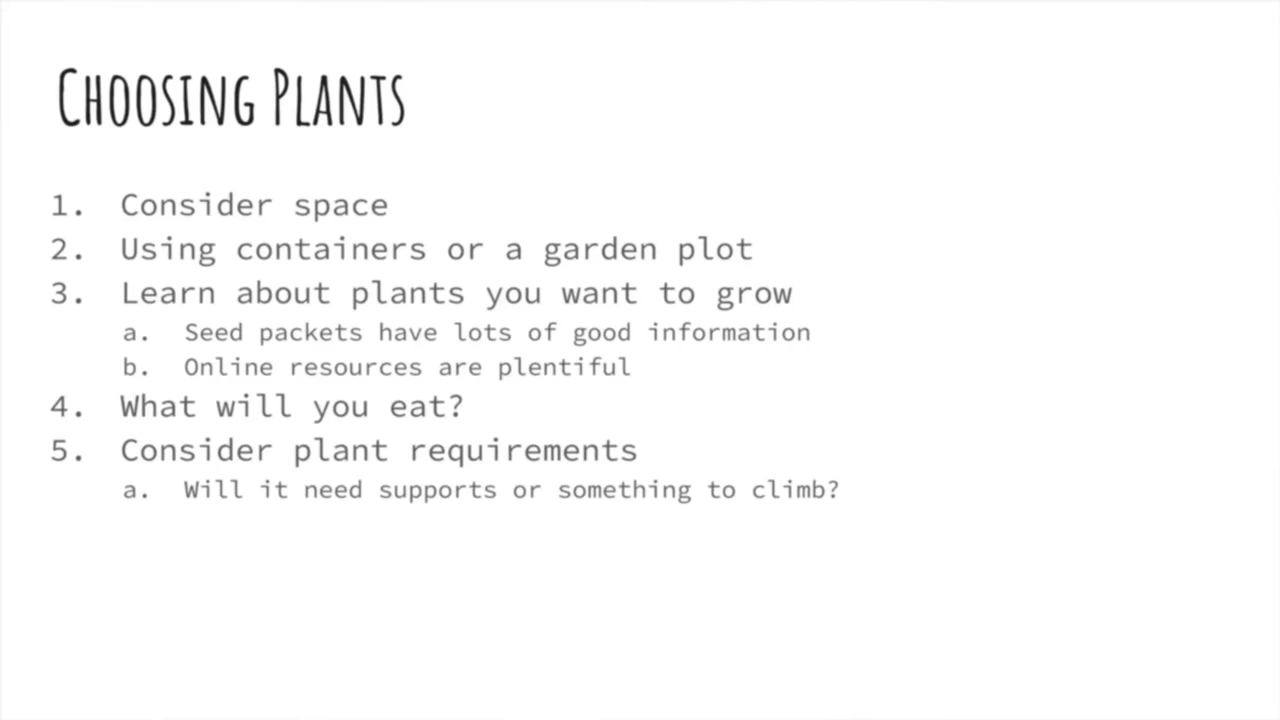 Choosing Plants
1. Consider space
2. Using containers or a garden plot
3. Learn about plants you want to grow
a. Seed packets have lots of good information
b. Online resources are plentiful
4. What will you eat?
5. Consider plant requirements
a. Will it need supports or something to climb?